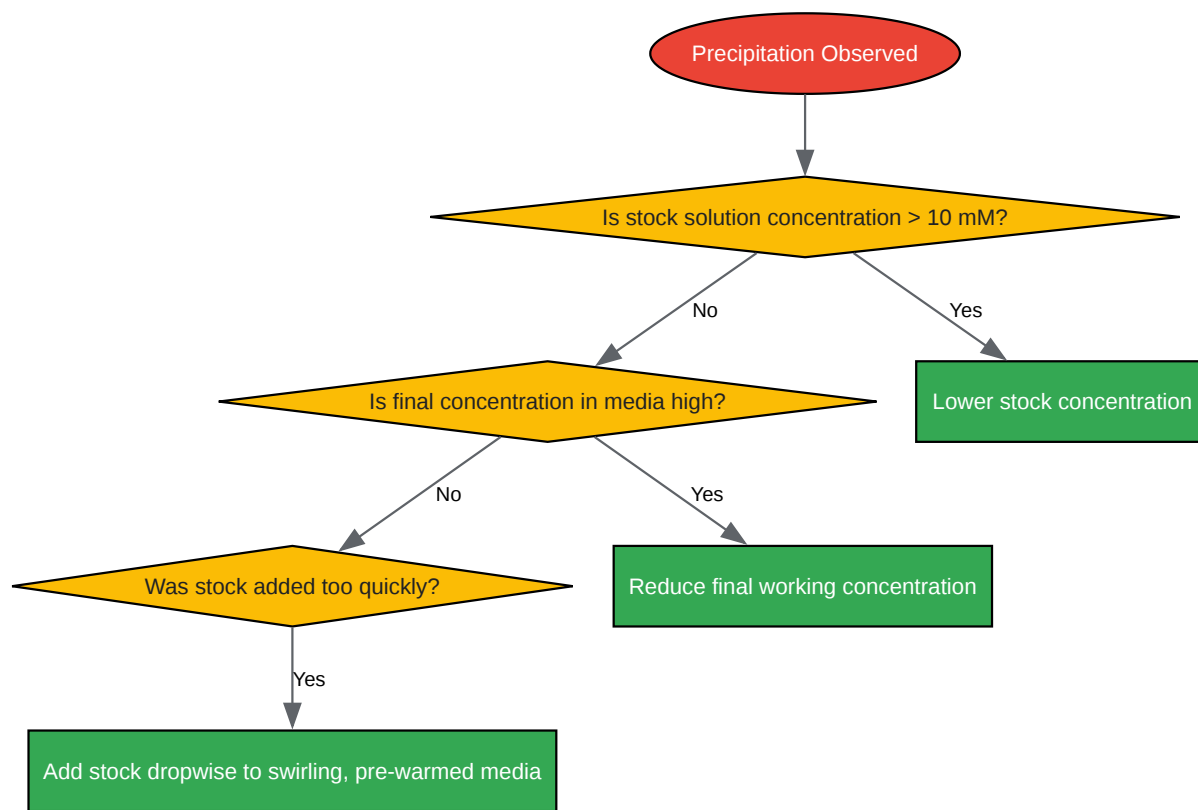 Precipitation Observed
Is stock solution concentration > 10 mM?
No
Yes
Is final concentration in media high?
Lower stock concentration
No
Yes
Was stock added too quickly?
Reduce final working concentration
Yes
Add stock dropwise to swirling, pre-warmed media